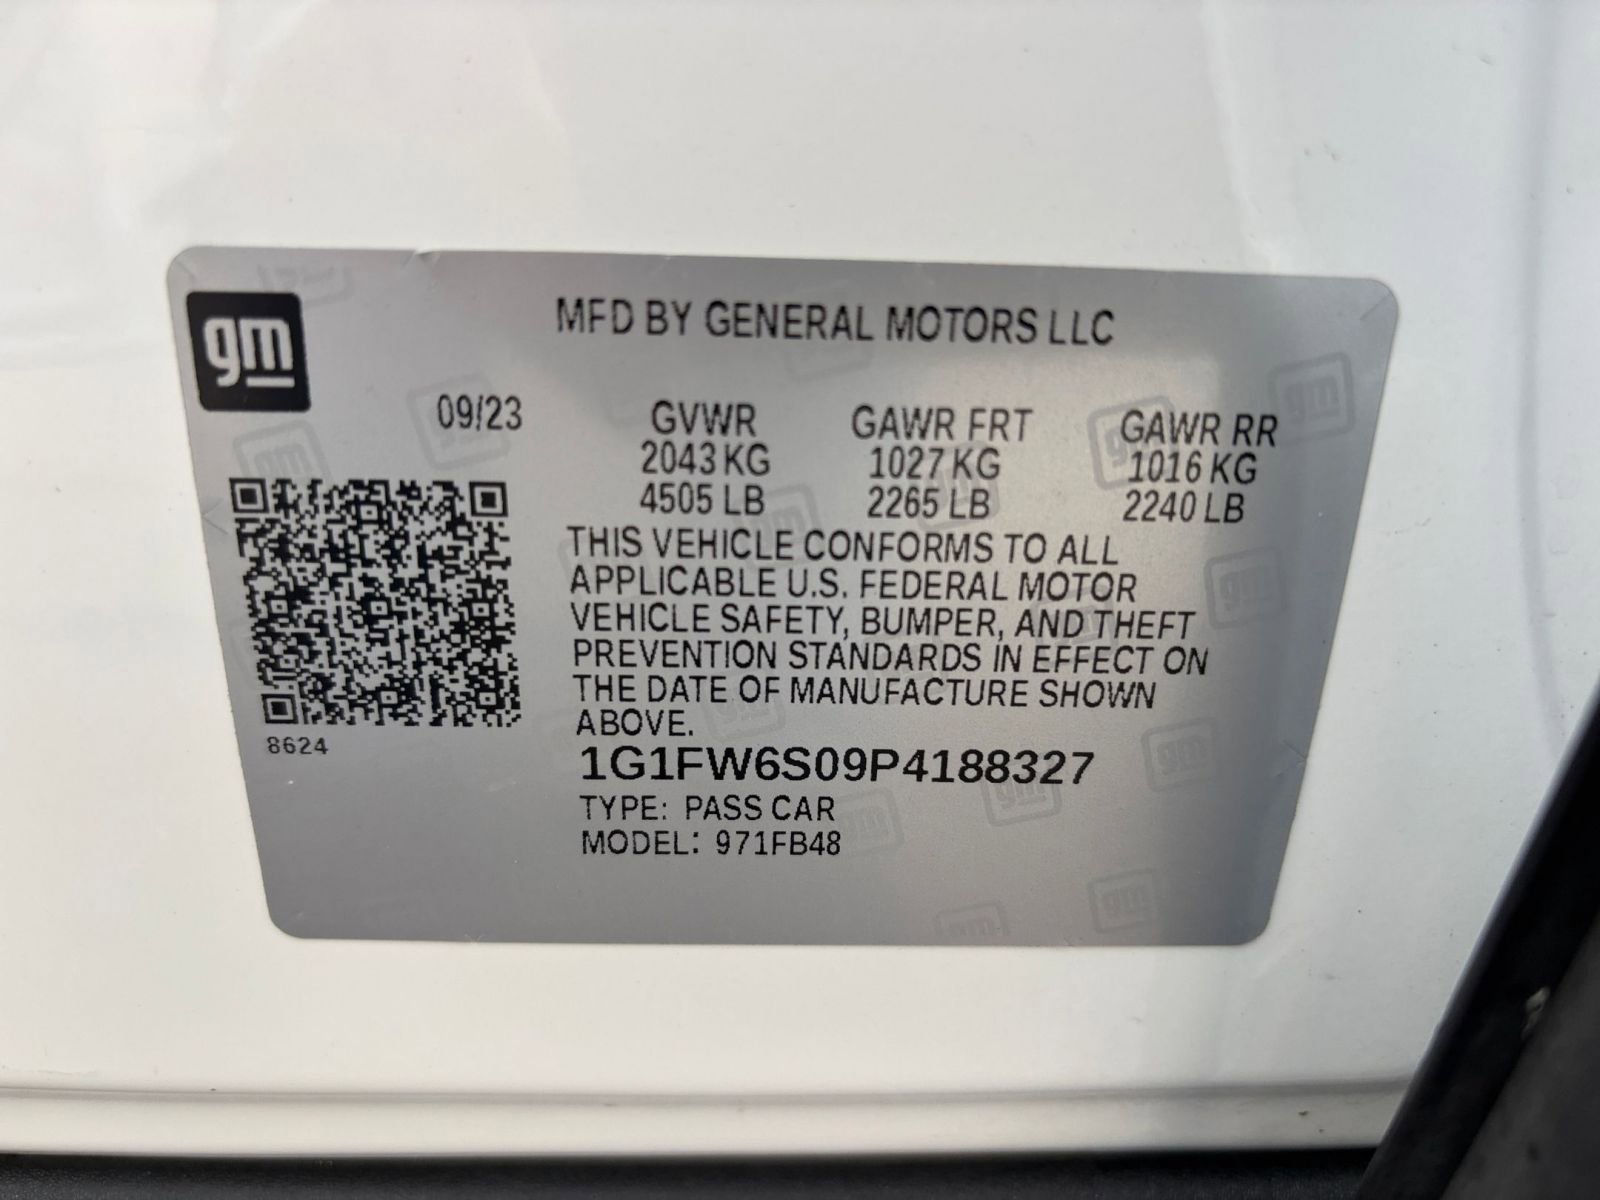 gm
MFD BY GENERAL MOTORS LLC
09/23
GVWR GAWR FRT GAWR RR
2043 KG 1027 KG 1016 KG
4505 LB 2265 LB 2240 LB
THIS VEHICLE CONFORMS TO ALL
APPLICABLE U.S. FEDERAL MOTOR
VEHICLE SAFETY, BUMPER, AND THEFT
PREVENTION STANDARDS IN EFFECT ON
THE DATE OF MANUFACTURE SHOWN
ABOVE.
8624
1G1FW6S09P4188327
TYPE: PASS CAR
MODEL: 971FB48